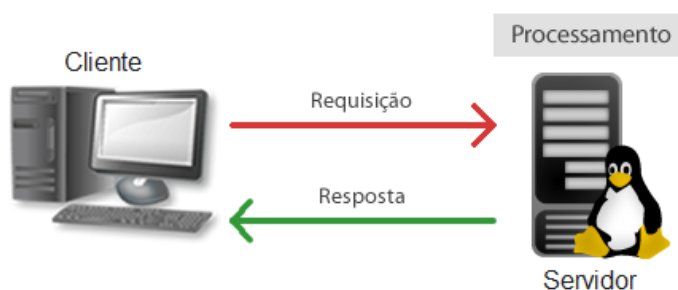 Processamento
Cliente
Requisição
Resposta
Servidor